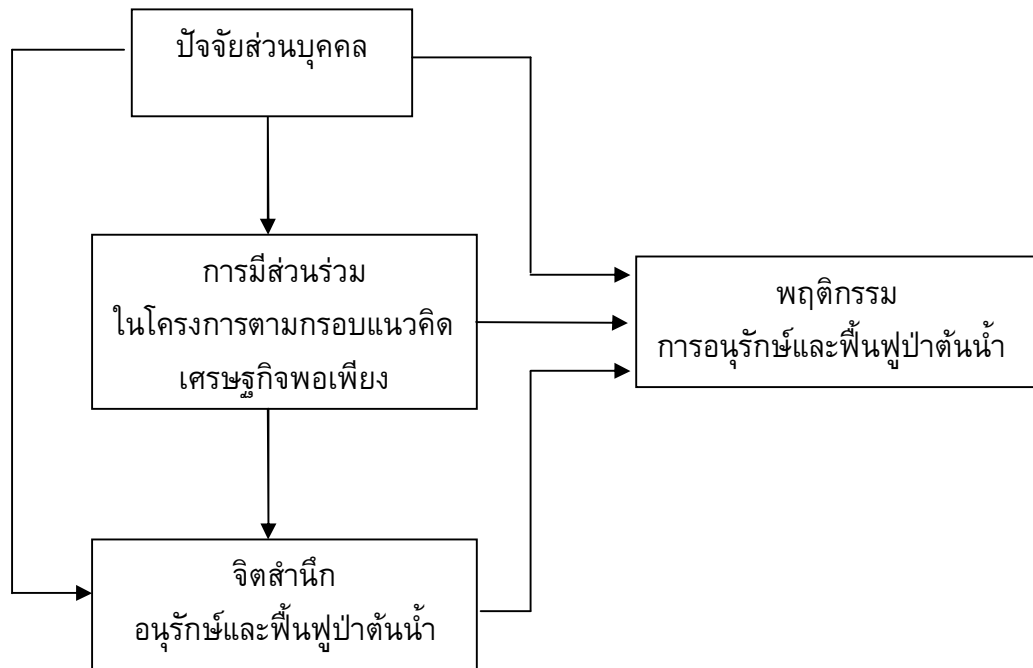 ปัจจัยส่วนบุคคล
การมีส่วนร่วม
ในโครงการตามกรอบแนวคิด
เศรษฐกิจพอเพียง
พฤติกรรม
การอนุรักษ์และฟื้นฟูป่าต้นน้ำ
จิตสำนึก
อนุรักษ์และฟื้นฟูป่าต้นน้ำ